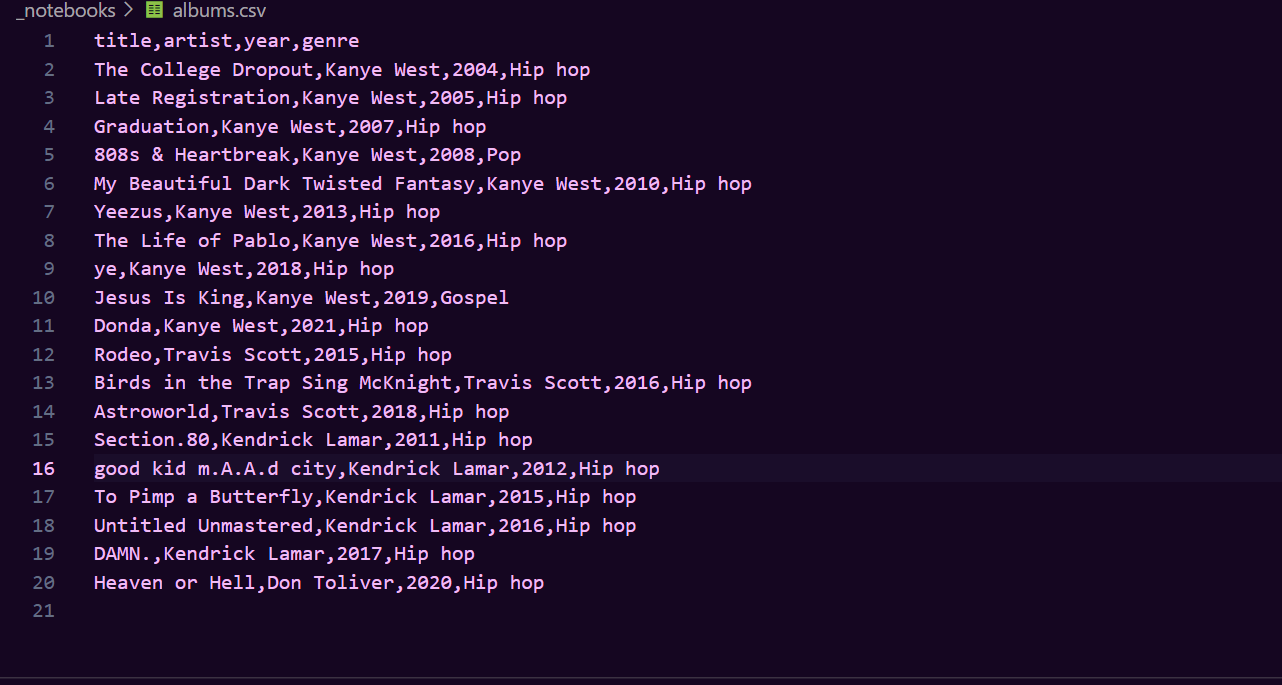 _notebooks > albums.csv
1 title,artist,year,genre
2 The College Dropout,Kanye West,2004,Hip hop
3 Late Registration,Kanye West,2005,Hip hop
4 Graduation,Kanye West,2007,Hip hop
5 808s & Heartbreak,Kanye West,2008,Pop
6 My Beautiful Dark Twisted Fantasy,Kanye West,2010,Hip hop
7 Yeezus,Kanye West,2013,Hip hop
8 The Life of Pablo,Kanye West,2016,Hip hop
9 ye,Kanye West,2018,Hip hop
10 Jesus Is King,Kanye West,2019,Gospel
11 Donda,Kanye West,2021,Hip hop
12 Rodeo,Travis Scott,2015,Hip hop
13 Birds in the Trap Sing McKnight,Travis Scott,2016,Hip hop
14 Astroworld,Travis Scott,2018,Hip hop
15 Section.80,Kendrick Lamar,2011,Hip hop
16 good kid m.A.A.d city,Kendrick Lamar,2012,Hip hop
17 To Pimp a Butterfly,Kendrick Lamar,2015,Hip hop
18 Untitled Unmastered,Kendrick Lamar,2016,Hip hop
19 DAMN.,Kendrick Lamar,2017,Hip hop
20 Heaven or Hell,Don Toliver,2020,Hip hop
21